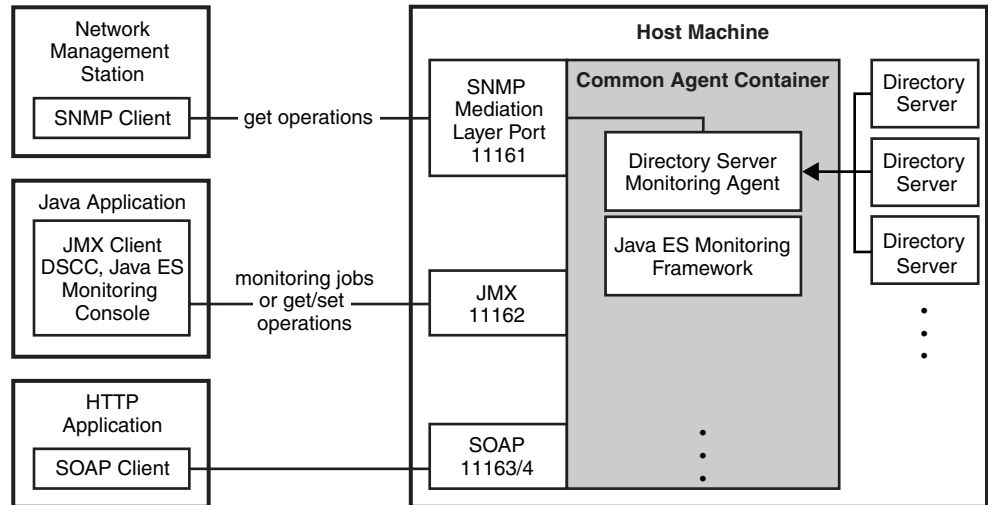 Network
Management
Station
SNMP Client
get operations
Java Application
JMX Client
DSCC, Java ES
Monitoring
Console
monitoring jobs
or get/set
operations
HTTP
Application
SOAP Client
Host Machine
SNMP
Mediation
Layer Port
11161
JMX
11162
SOAP
11163/4
Common Agent Container
Directory Server
Monitoring Agent
Java ES Monitoring
Framework
Directory
Server
Directory
Server
Directory
Server